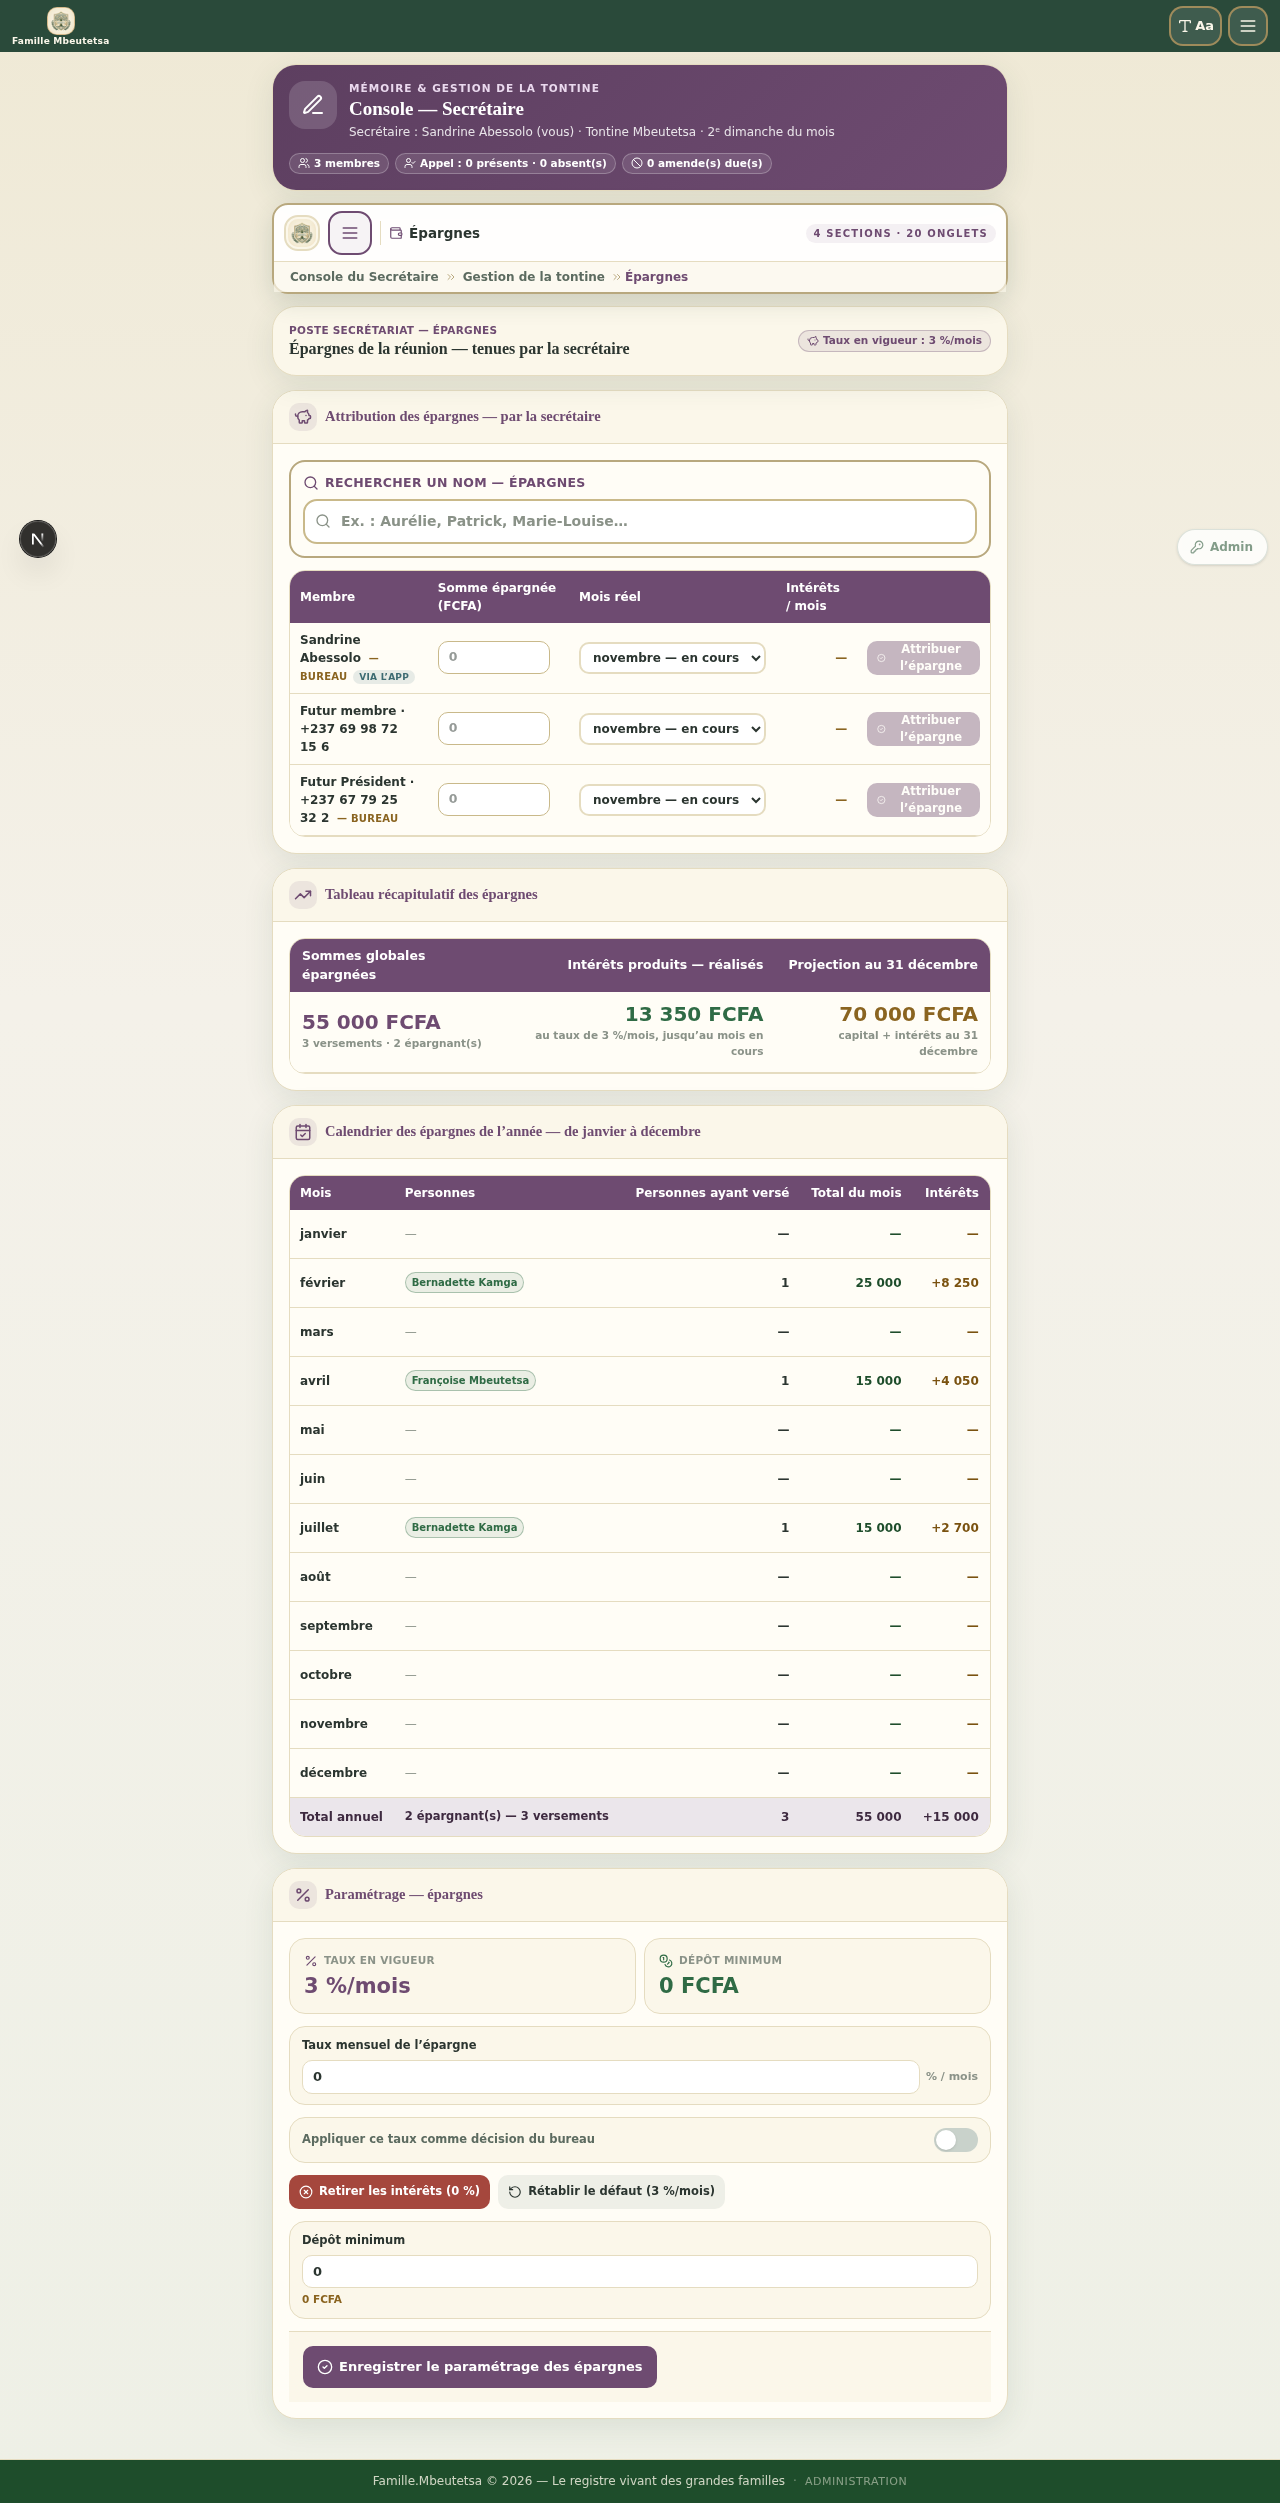 Famille Mbeutetsa
Aa
MÉMOIRE & GESTION DE LA TONTINE
Console — Secrétaire
Secrétaire : Sandrine Abessolo (vous) · Tontine Mbeutetsa · 2ᵉ dimanche du mois
3 membres
Appel : 0 présents · 0 absent(s)
0 amende(s) due(s)
Épargnes
4 SECTIONS · 20 ONGLETS
Console du Secrétaire » Gestion de la tontine » Épargnes
POSTE SECRÉTARIAT — ÉPARGNES
Épargnes de la réunion — tenues par la secrétaire
Taux en vigueur : 3 %/mois
Attribution des épargnes — par la secrétaire
RECHERCHER UN NOM — ÉPARGNES
Ex. : Aurélie, Patrick, Marie-Louise…
N
Admin
Membre
Somme épargnée
(FCFA)
Mois réel
Intérêts
/ mois
Sandrine
Abessolo —
BUREAU VIA L’APP
0
novembre — en cours
—
Attribuer
l’épargne
Futur membre ·
+237 69 98 72
15 6
0
novembre — en cours
—
Attribuer
l’épargne
Futur Président ·
+237 67 79 25
32 2 — BUREAU
0
novembre — en cours
—
Attribuer
l’épargne
Tableau récapitulatif des épargnes
Sommes globales
épargnées
Intérêts produits — réalisés
Projection au 31 décembre
55 000 FCFA
3 versements · 2 épargnant(s)
13 350 FCFA
au taux de 3 %/mois, jusqu’au mois en
cours
70 000 FCFA
capital + intérêts au 31
décembre
Calendrier des épargnes de l’année — de janvier à décembre
Mois Personnes Personnes ayant versé Total du mois Intérêts
janvier — — — —
février Bernadette Kamga 1 25 000 +8 250
mars — — — —
avril Françoise Mbeutetsa 1 15 000 +4 050
mai — — — —
juin — — — —
juillet Bernadette Kamga 1 15 000 +2 700
août — — — —
septembre — — — —
octobre — — — —
novembre — — — —
décembre — — — —
Total annuel 2 épargnant(s) — 3 versements 3 55 000 +15 000
Paramétrage — épargnes
TAUX EN VIGUEUR
3 %/mois
DÉPÔT MINIMUM
0 FCFA
Taux mensuel de l’épargne
0
% / mois
Appliquer ce taux comme décision du bureau
Retirer les intérêts (0 %)
Rétablir le défaut (3 %/mois)
Dépôt minimum
0
0 FCFA
Enregistrer le paramétrage des épargnes
Famille.Mbeutetsa © 2026 — Le registre vivant des grandes familles · ADMINISTRATION